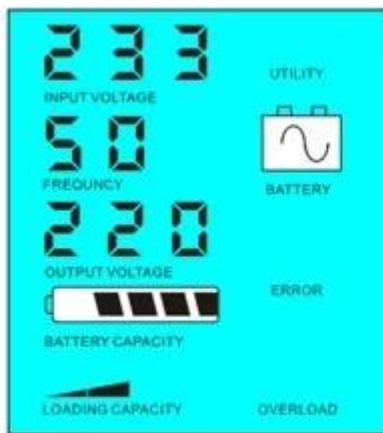 233
UTILITY
INPUT VOLTAGE
50
FREQUNCY
BATTERY
220
OUTPUT VOLTAGE
ERROR
BATTERY CAPACITY
LOADING CAPACITY
OVERLOAD